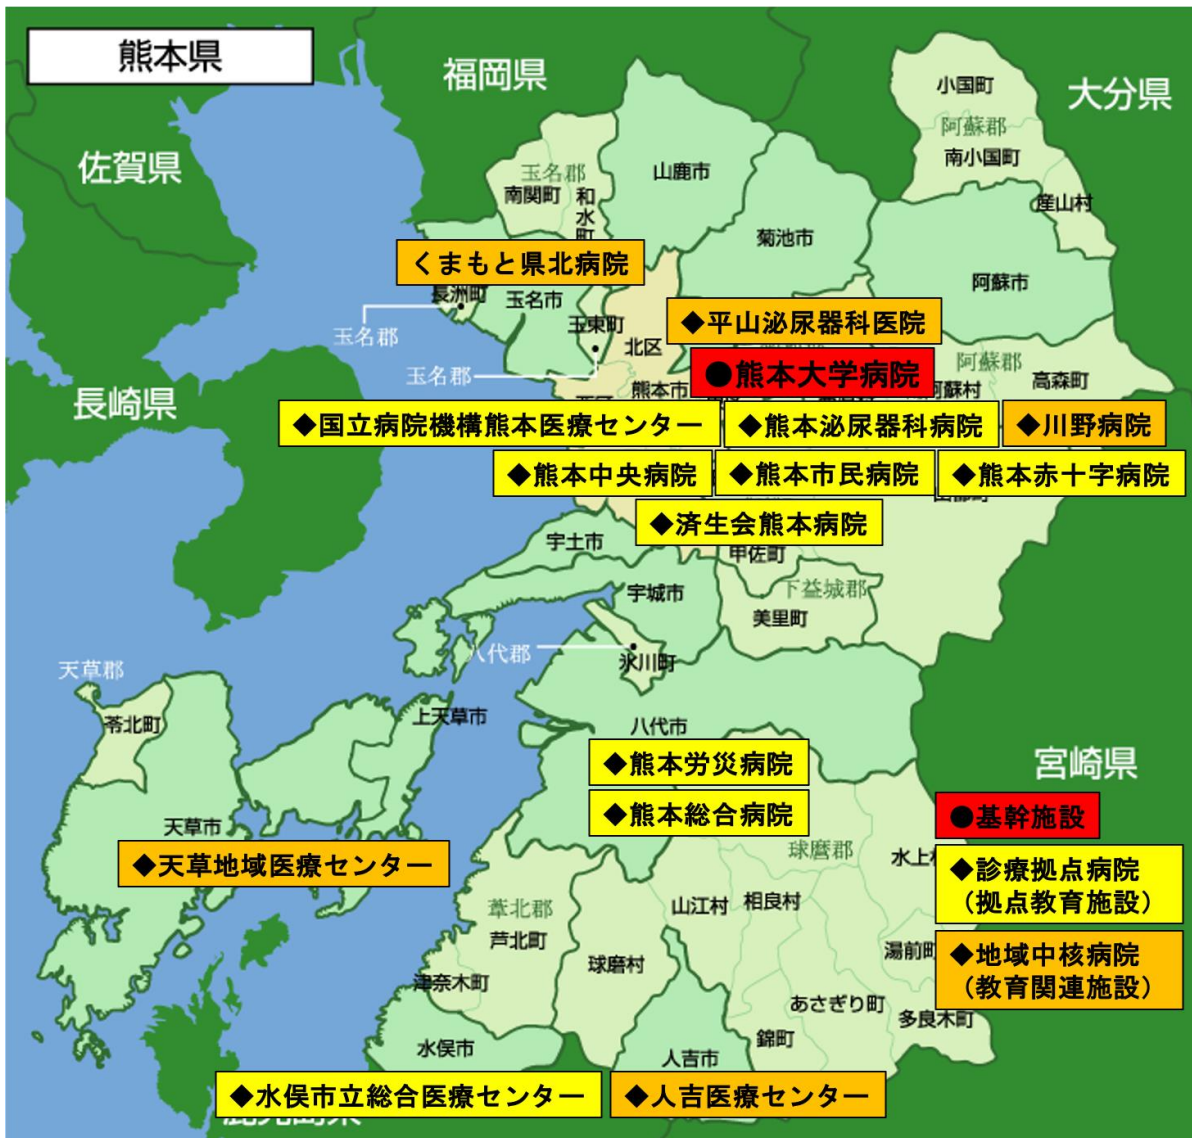 熊本県
福岡県
大分県
佐賀県
小国町
阿蘇郡
南小国町
産山村
山鹿市
玉名郡
南関町
和水町
菊池市
阿蘇市
◆くまもと県北病院
長洲町
玉名市
玉東町
玉名郡
北区
◆平山泌尿器科医院
玉名郡
●熊本大学病院
阿蘇郡
高森町
長崎県
熊本市
阿蘇村
◆国立病院機構熊本医療センター
◆熊本泌尿器科病院
◆川野病院
◆熊本中央病院
◆熊本市民病院
◆熊本赤十字病院
◆済生会熊本病院
宇土市
甲佐町
宇城市
下益城郡
美里町
八代郡
氷川町
天草郡
苓北町
上天草市
八代市
◆熊本労災病院
宮崎県
◆熊本総合病院
●基幹施設
天草市
◆天草地域医療センター
球磨郡
水上村
◆診療拠点病院
（拠点教育施設）
葦北郡
芦北町
山江村
相良村
湯前町
◆地域中核病院
（教育関連施設）
津奈木町
球磨村
あさぎり町
多良木町
錦町
水俣市
人吉市
◆水俣市立総合医療センター
◆人吉医療センター